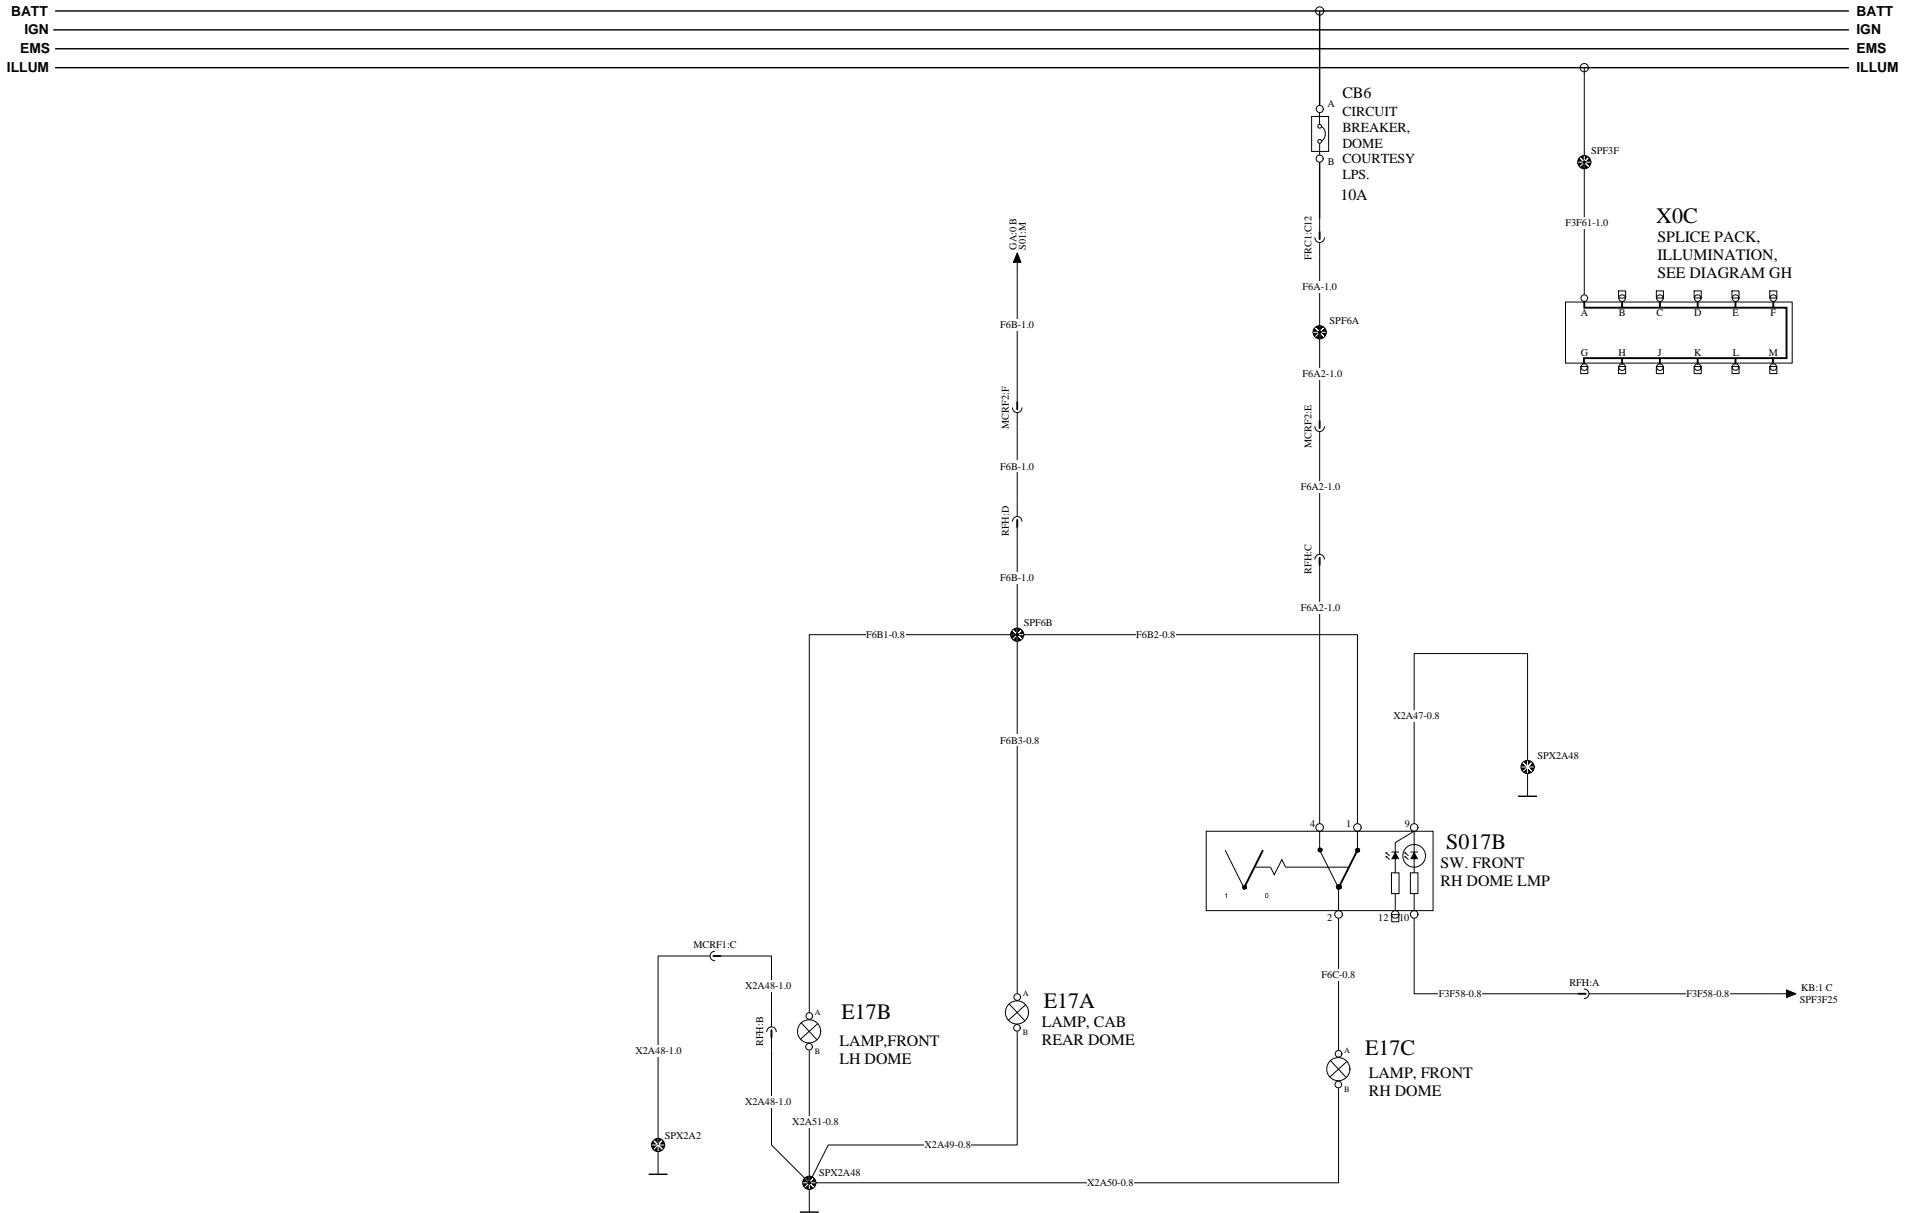 BATT BATT
IGN IGN
EMS EMS
ILLUM ILLUM
CB6
A
CIRCUIT
BREAKER,
DOME
B COURTESY
LPS.
10A
SPF3F
F3F61-1.0
X0C
SPLICE PACK,
ILLUMINATION,
SEE DIAGRAM GH
A B C D E F
G H J K L M
GA:0 B
S01:M
FRC1:C12
F6A-1.0
SPF6A
F6B-1.0
F6A2-1.0
MCRF2:F
MCRF2:E
F6B-1.0
F6A2-1.0
RFH:D
RFH:C
F6B-1.0
F6A2-1.0
SPF6B
F6B1-0.8 F6B2-0.8
F6B3-0.8
X2A47-0.8
SPX2A48
4 1 9
S017B
SW. FRONT
RH DOME LMP
1 0
2 12 10
MCRF1:C
X2A48-1.0
F6C-0.8
RFH:A
F3F58-0.8 F3F58-0.8
KB:1 C
SPF3F25
A
E17A
LAMP, CAB
REAR DOME
B
A
E17B
LAMP,FRONT
LH DOME
B
RFH:B
X2A48-1.0
A
E17C
LAMP, FRONT
RH DOME
B
X2A48-1.0
X2A51-0.8
SPX2A2
X2A49-0.8
SPX2A48
X2A50-0.8